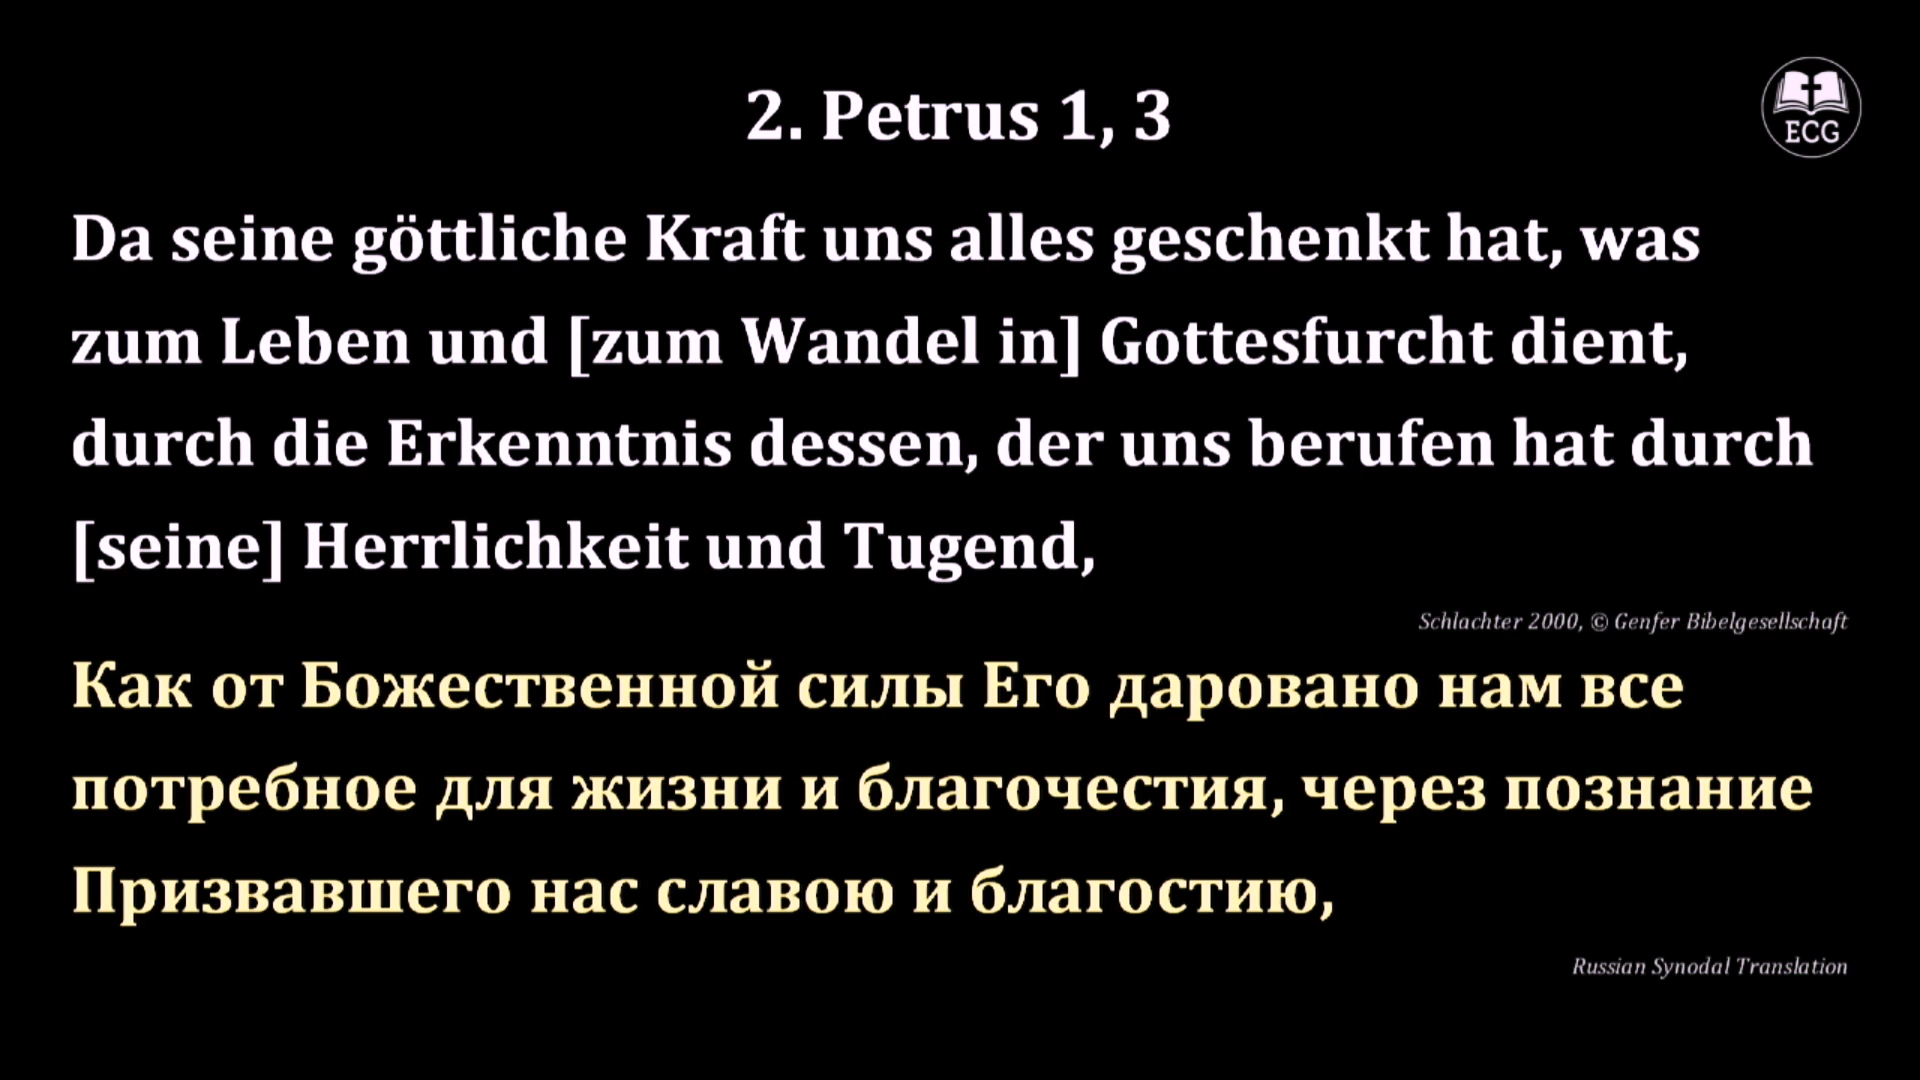 2. Petrus 1, 3
ECG
Da seine göttliche Kraft uns alles geschenkt hat, was
zum Leben und [zum Wandel in] Gottesfurcht dient,
durch die Erkenntnis dessen, der uns berufen hat durch
[seine] Herrlichkeit und Tugend,
Schlachter 2000, © Genfer Bibelgesellschaft
Как от Божественной силы Его даровано нам все
потребное для жизни и благочестия, через познание
Призвавшего нас славою и благостию,
Russian Synodal Translation